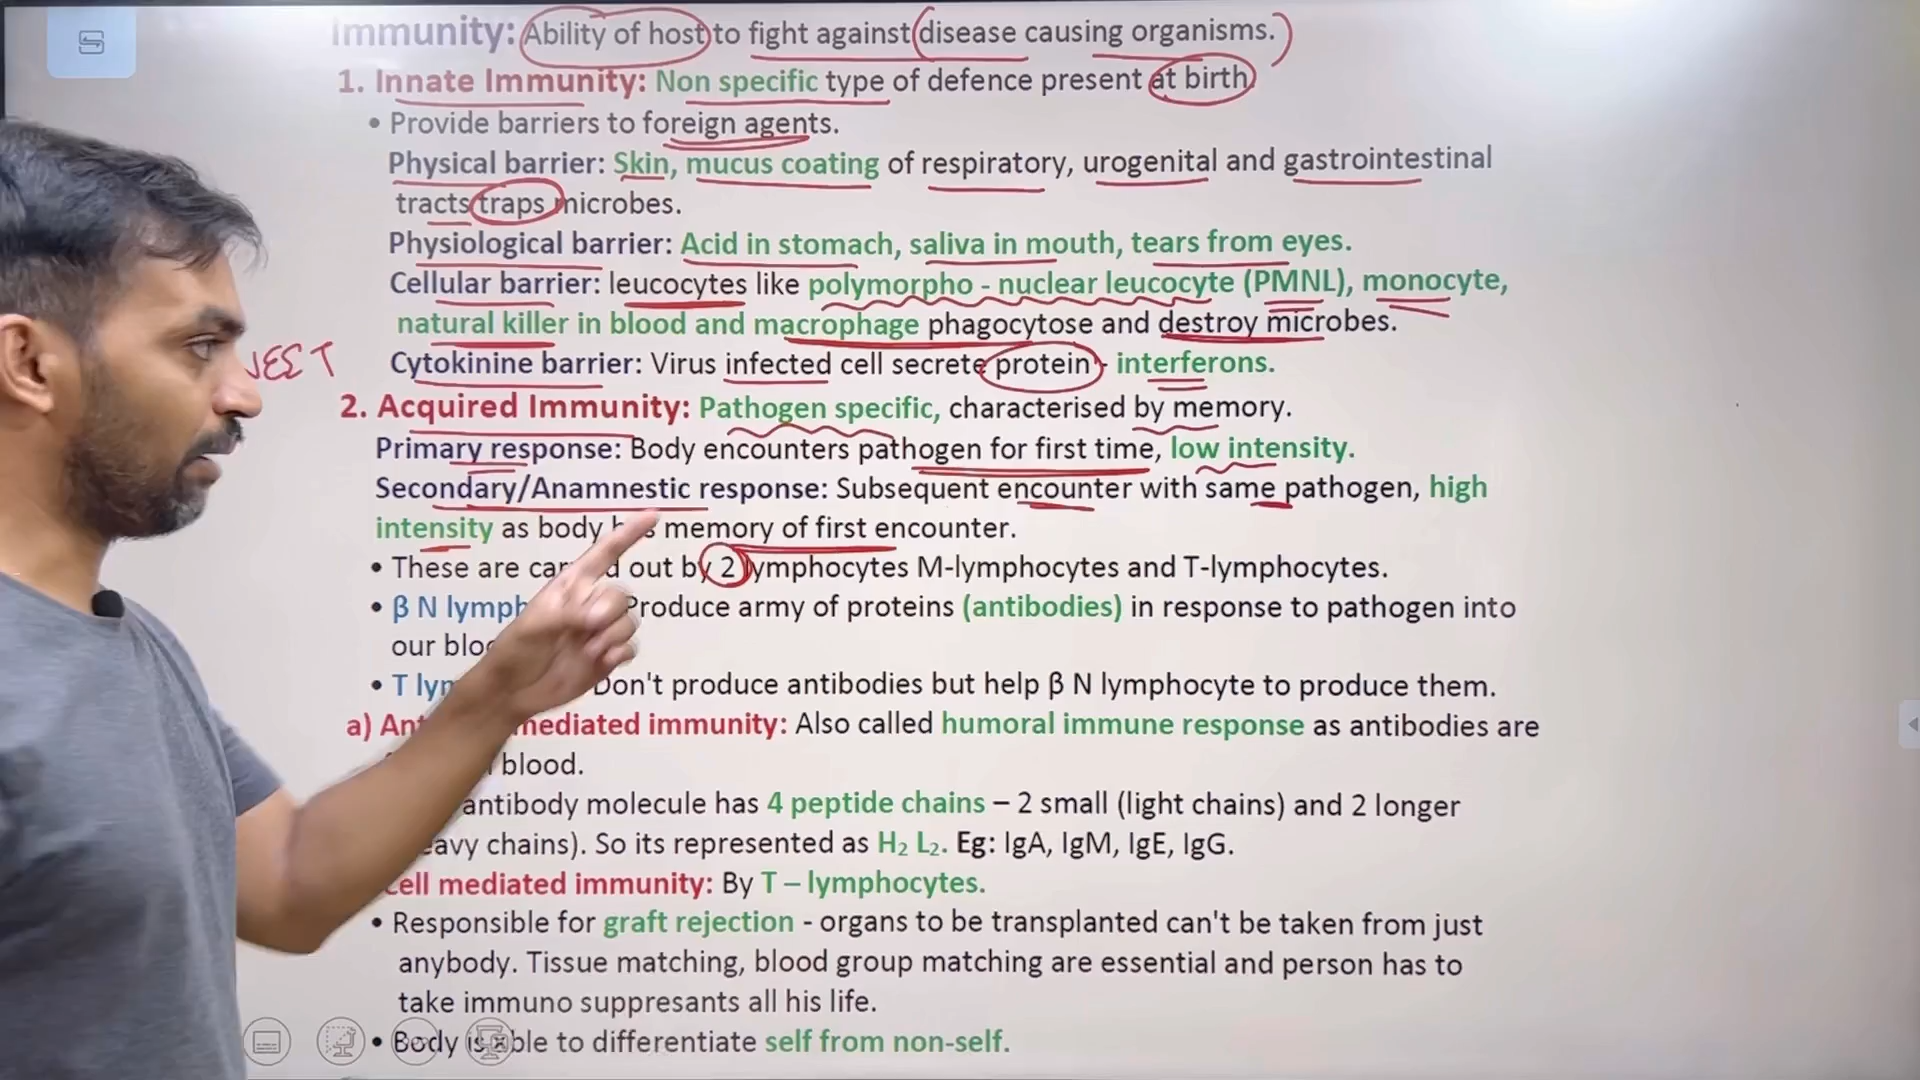 Immunity: Ability of host to fight against disease causing organisms.
1. Innate Immunity: Non specific type of defence present at birth
• Provide barriers to foreign agents.
Physical barrier: Skin, mucus coating of respiratory, urogenital and gastrointestinal
tracts traps microbes.
Physiological barrier: Acid in stomach, saliva in mouth, tears from eyes.
Cellular barrier: leucocytes like polymorpho - nuclear leucocyte (PMNL), monocyte,
natural killer in blood and macrophage phagocytose and destroy microbes.
Cytokinine barrier: Virus infected cell secrete protein - interferons.
2. Acquired Immunity: Pathogen specific, characterised by memory.
Primary response: Body encounters pathogen for first time, low intensity.
Secondary/Anamnestic response: Subsequent encounter with same pathogen, high
intensity as body memory of first encounter.
• These are out by 2 lymphocytes M-lymphocytes and T-lymphocytes.
• β N Produce army of proteins (antibodies) in response to pathogen into
our
• T Don't produce antibodies but help β N lymphocyte to produce them.
a) mediated immunity: Also called humoral immune response as antibodies are
blood.
antibody molecule has 4 peptide chains – 2 small (light chains) and 2 longer
chains). So its represented as H₂ L₂. Eg: IgA, IgM, IgE, IgG.
Cell mediated immunity: By T – lymphocytes.
• Responsible for graft rejection - organs to be transplanted can't be taken from just
anybody. Tissue matching, blood group matching are essential and person has to
take immuno suppresants all his life.
• Body is able to differentiate self from non-self.